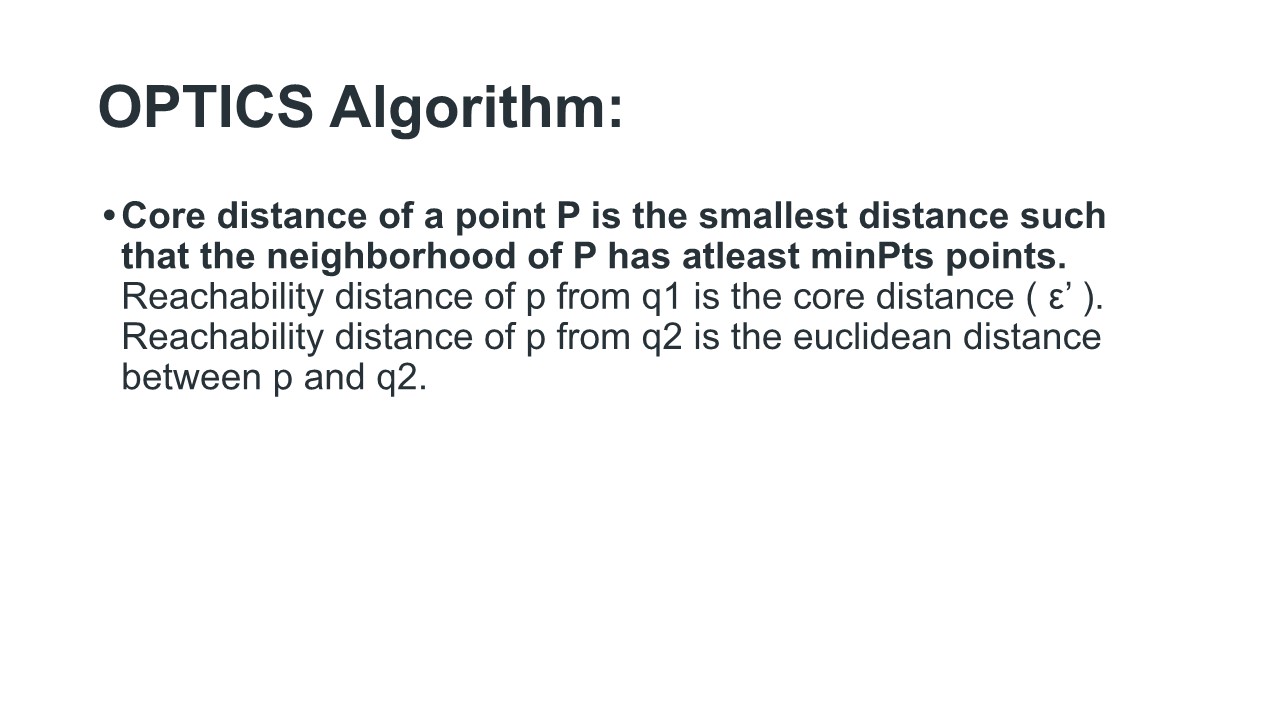 OPTICS Algorithm:
•Core distance of a point P is the smallest distance such
that the neighborhood of P has atleast minPts points.
Reachability distance of p from q1 is the core distance ( ε’ ).
Reachability distance of p from q2 is the euclidean distance
between p and q2.